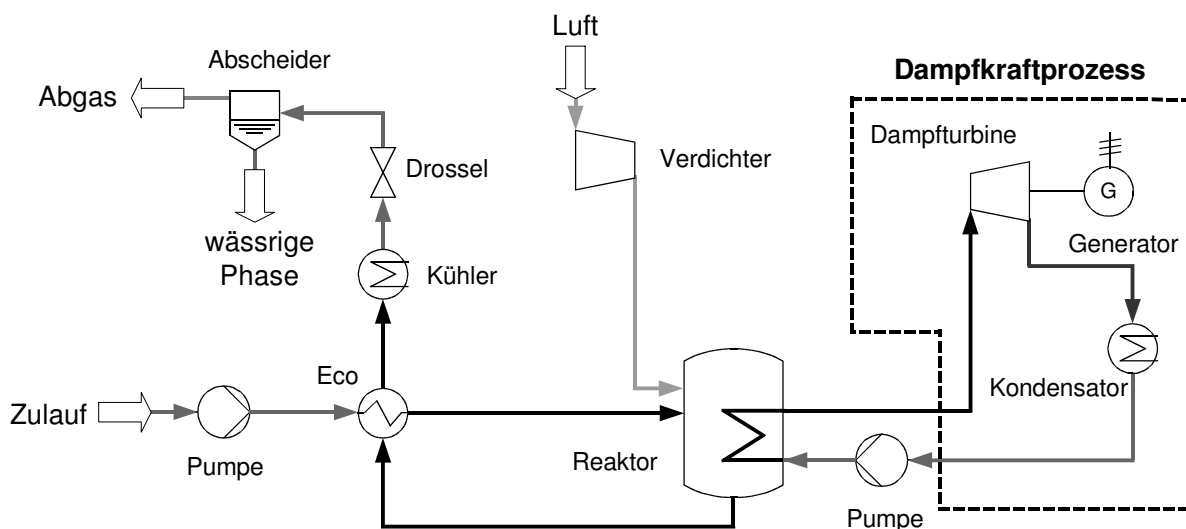 Luft
Abscheider
Dampfkraftprozess
Abgas
Dampfturbine
Drossel
Verdichter
G
wässrige
Phase
Generator
Kühler
Eco
Kondensator
Zulauf
Pumpe
Reaktor
Pumpe